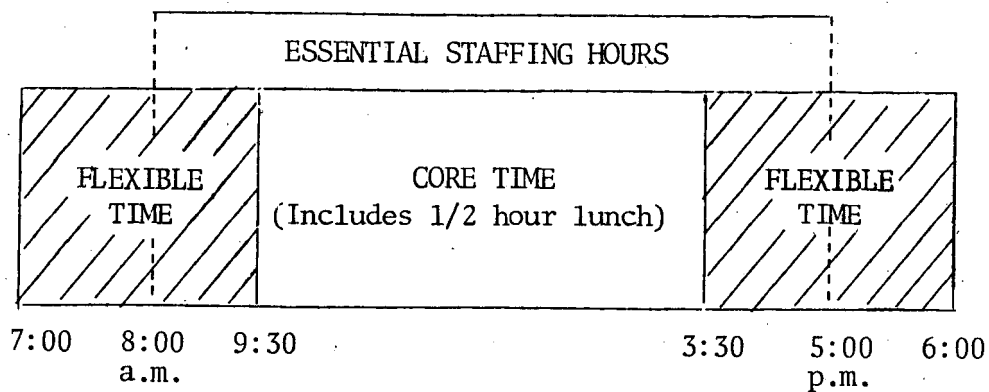 ESSENTIAL STAFFING HOURS
FLEXIBLE TIME
CORE TIME
(Includes 1/2 hour lunch)
FLEXIBLE TIME
7:00 8:00 9:30 3:30 5:00 6:00
a.m. p.m.